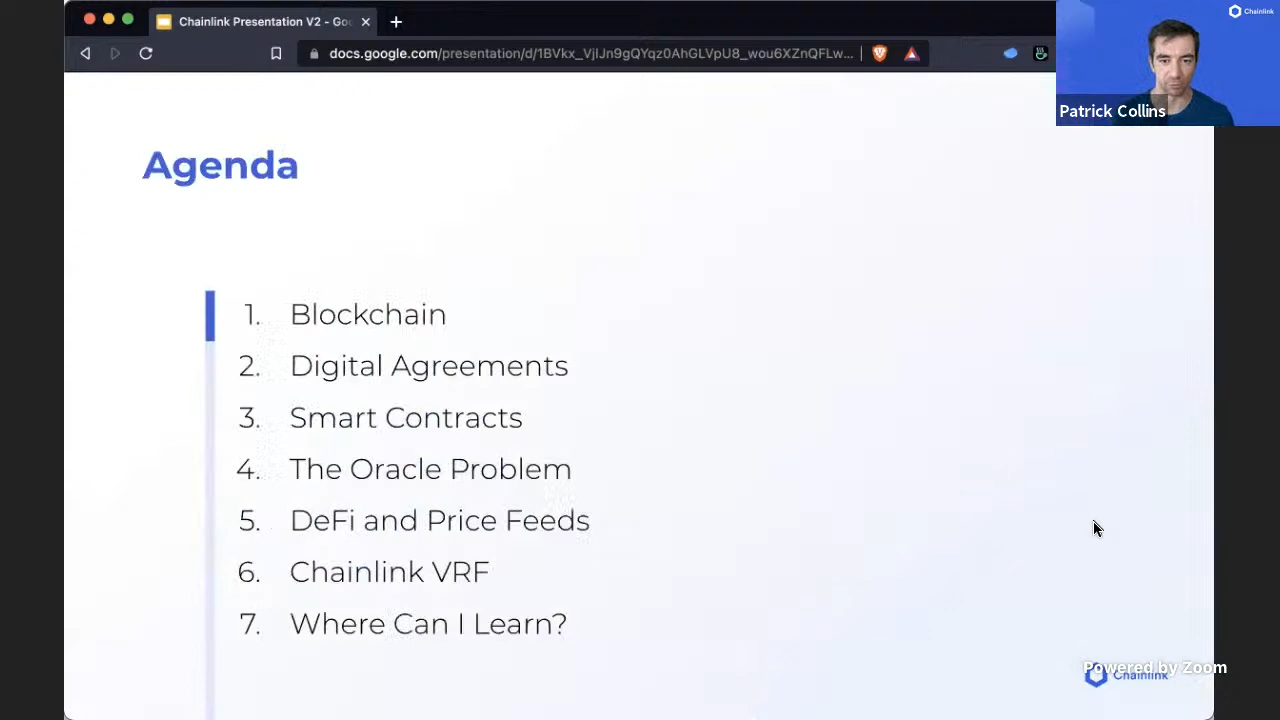 Chainlink Presentation V2 - Go
docs.google.com/presentation/d/1BVkx_VjIJn9gQYqz0AhGLVpU8_wou6XZnQFLw...
Chainlink
Patrick Collins
Agenda
1. Blockchain
2. Digital Agreements
3. Smart Contracts
4. The Oracle Problem
5. DeFi and Price Feeds
6. Chainlink VRF
7. Where Can I Learn?
Powered by Zoom
Chainlink